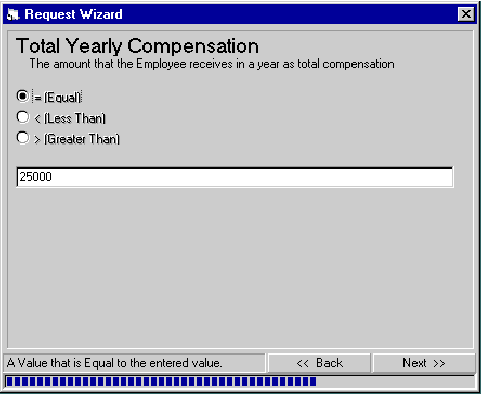 Request Wizard
Total Yearly Compensation
The amount that the Employee receives in a year as total compensation
= (Equal)
< (Less Than)
> (Greater Than)
25000
A Value that is Equal to the entered value.
<< Back
Next >>